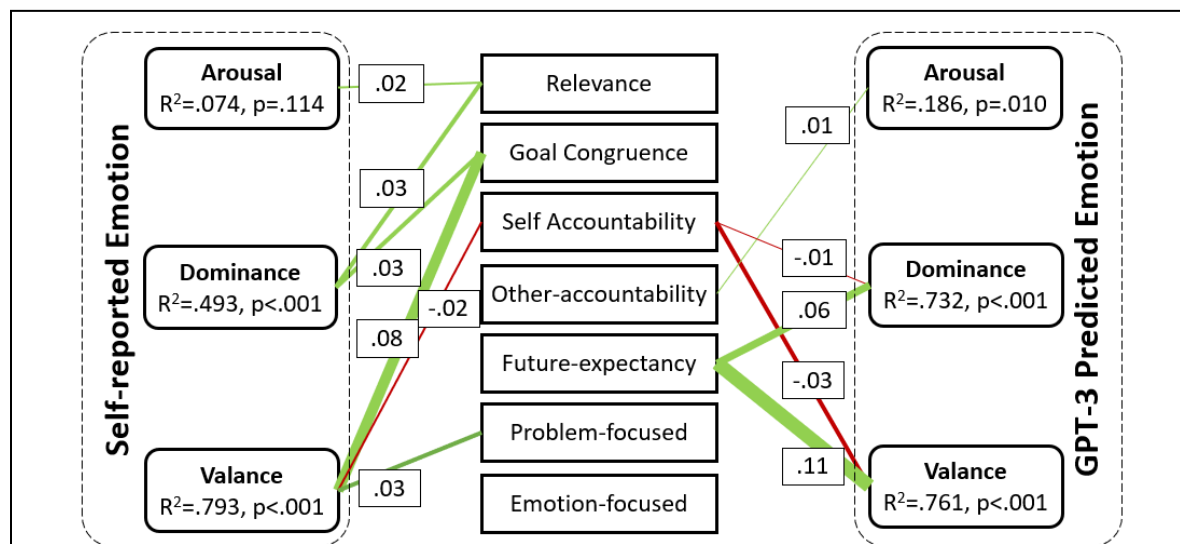 Self-reported Emotion
Arousal
R²=.074, p=.114
Dominance
R²=.493, p<.001
Valance
R²=.793, p<.001
.02
.03
.03
-.02
.08
.03
Relevance
Goal Congruence
Self Accountability
Other-accountability
Future-expectancy
Problem-focused
Emotion-focused
.01
-.01
.06
-.03
.11
Arousal
R²=.186, p=.010
Dominance
R²=.732, p<.001
Valance
R²=.761, p<.001
GPT-3 Predicted Emotion